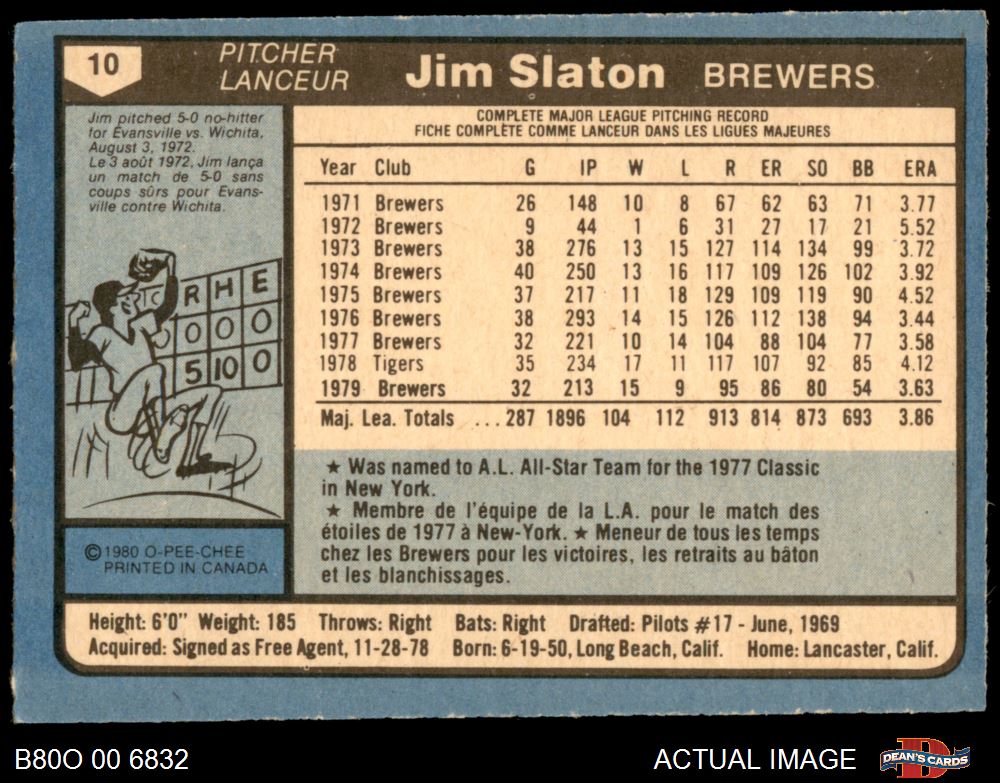 10
PITCHER
LANCEUR
Jim Slaton BREWERS
Jim pitched 5-0 no-hitter
for Evansville vs. Wichita,
August 3, 1972.
Le 3 août 1972, Jim lança
un match de 5-0 sans
coups sûrs pour Evans-
ville contre Wichita.
R H E
0 0 0
5 10 0
© 1980 O-PEE-CHEE
PRINTED IN CANADA
COMPLETE MAJOR LEAGUE PITCHING RECORD
FICHE COMPLÈTE COMME LANCEUR DANS LES LIGUES MAJEURES
Year Club G IP W L R ER SO BB ERA
1971 Brewers 26 148 10 8 67 62 63 71 3.77
1972 Brewers 9 44 1 6 31 27 17 21 5.52
1973 Brewers 38 276 13 15 127 114 134 99 3.72
1974 Brewers 40 250 13 16 117 109 126 102 3.92
1975 Brewers 37 217 11 18 129 109 119 90 4.52
1976 Brewers 38 293 14 15 126 112 138 94 3.44
1977 Brewers 32 221 10 14 104 88 104 77 3.58
1978 Tigers 35 234 17 11 117 107 92 85 4.12
1979 Brewers 32 213 15 9 95 86 80 54 3.63
Maj. Lea. Totals ... 287 1896 104 112 913 814 873 693 3.86
★ Was named to A.L. All-Star Team for the 1977 Classic
in New York.
★ Membre de l'équipe de la L.A. pour le match des
étoiles de 1977 à New-York. ★ Meneur de tous les temps
chez les Brewers pour les victoires, les retraits au bâton
et les blanchissages.
Height: 6'0" Weight: 185 Throws: Right Bats: Right Drafted: Pilots #17 - June, 1969
Acquired: Signed as Free Agent, 11-28-78 Born: 6-19-50, Long Beach, Calif. Home: Lancaster, Calif.
B80O 00 6832 ACTUAL IMAGE DEAN'S CARDS